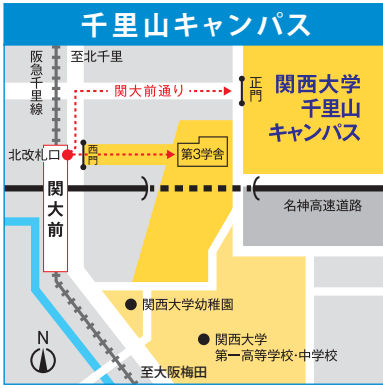 千里山キャンパス
阪急千里線
至北千里
関大前通り
正門
関西大学
千里山
キャンパス
北改札口
西門
第3学舎
関大前
名神高速道路
関西大学幼稚園
関西大学
第一高等学校・中学校
N
至大阪梅田